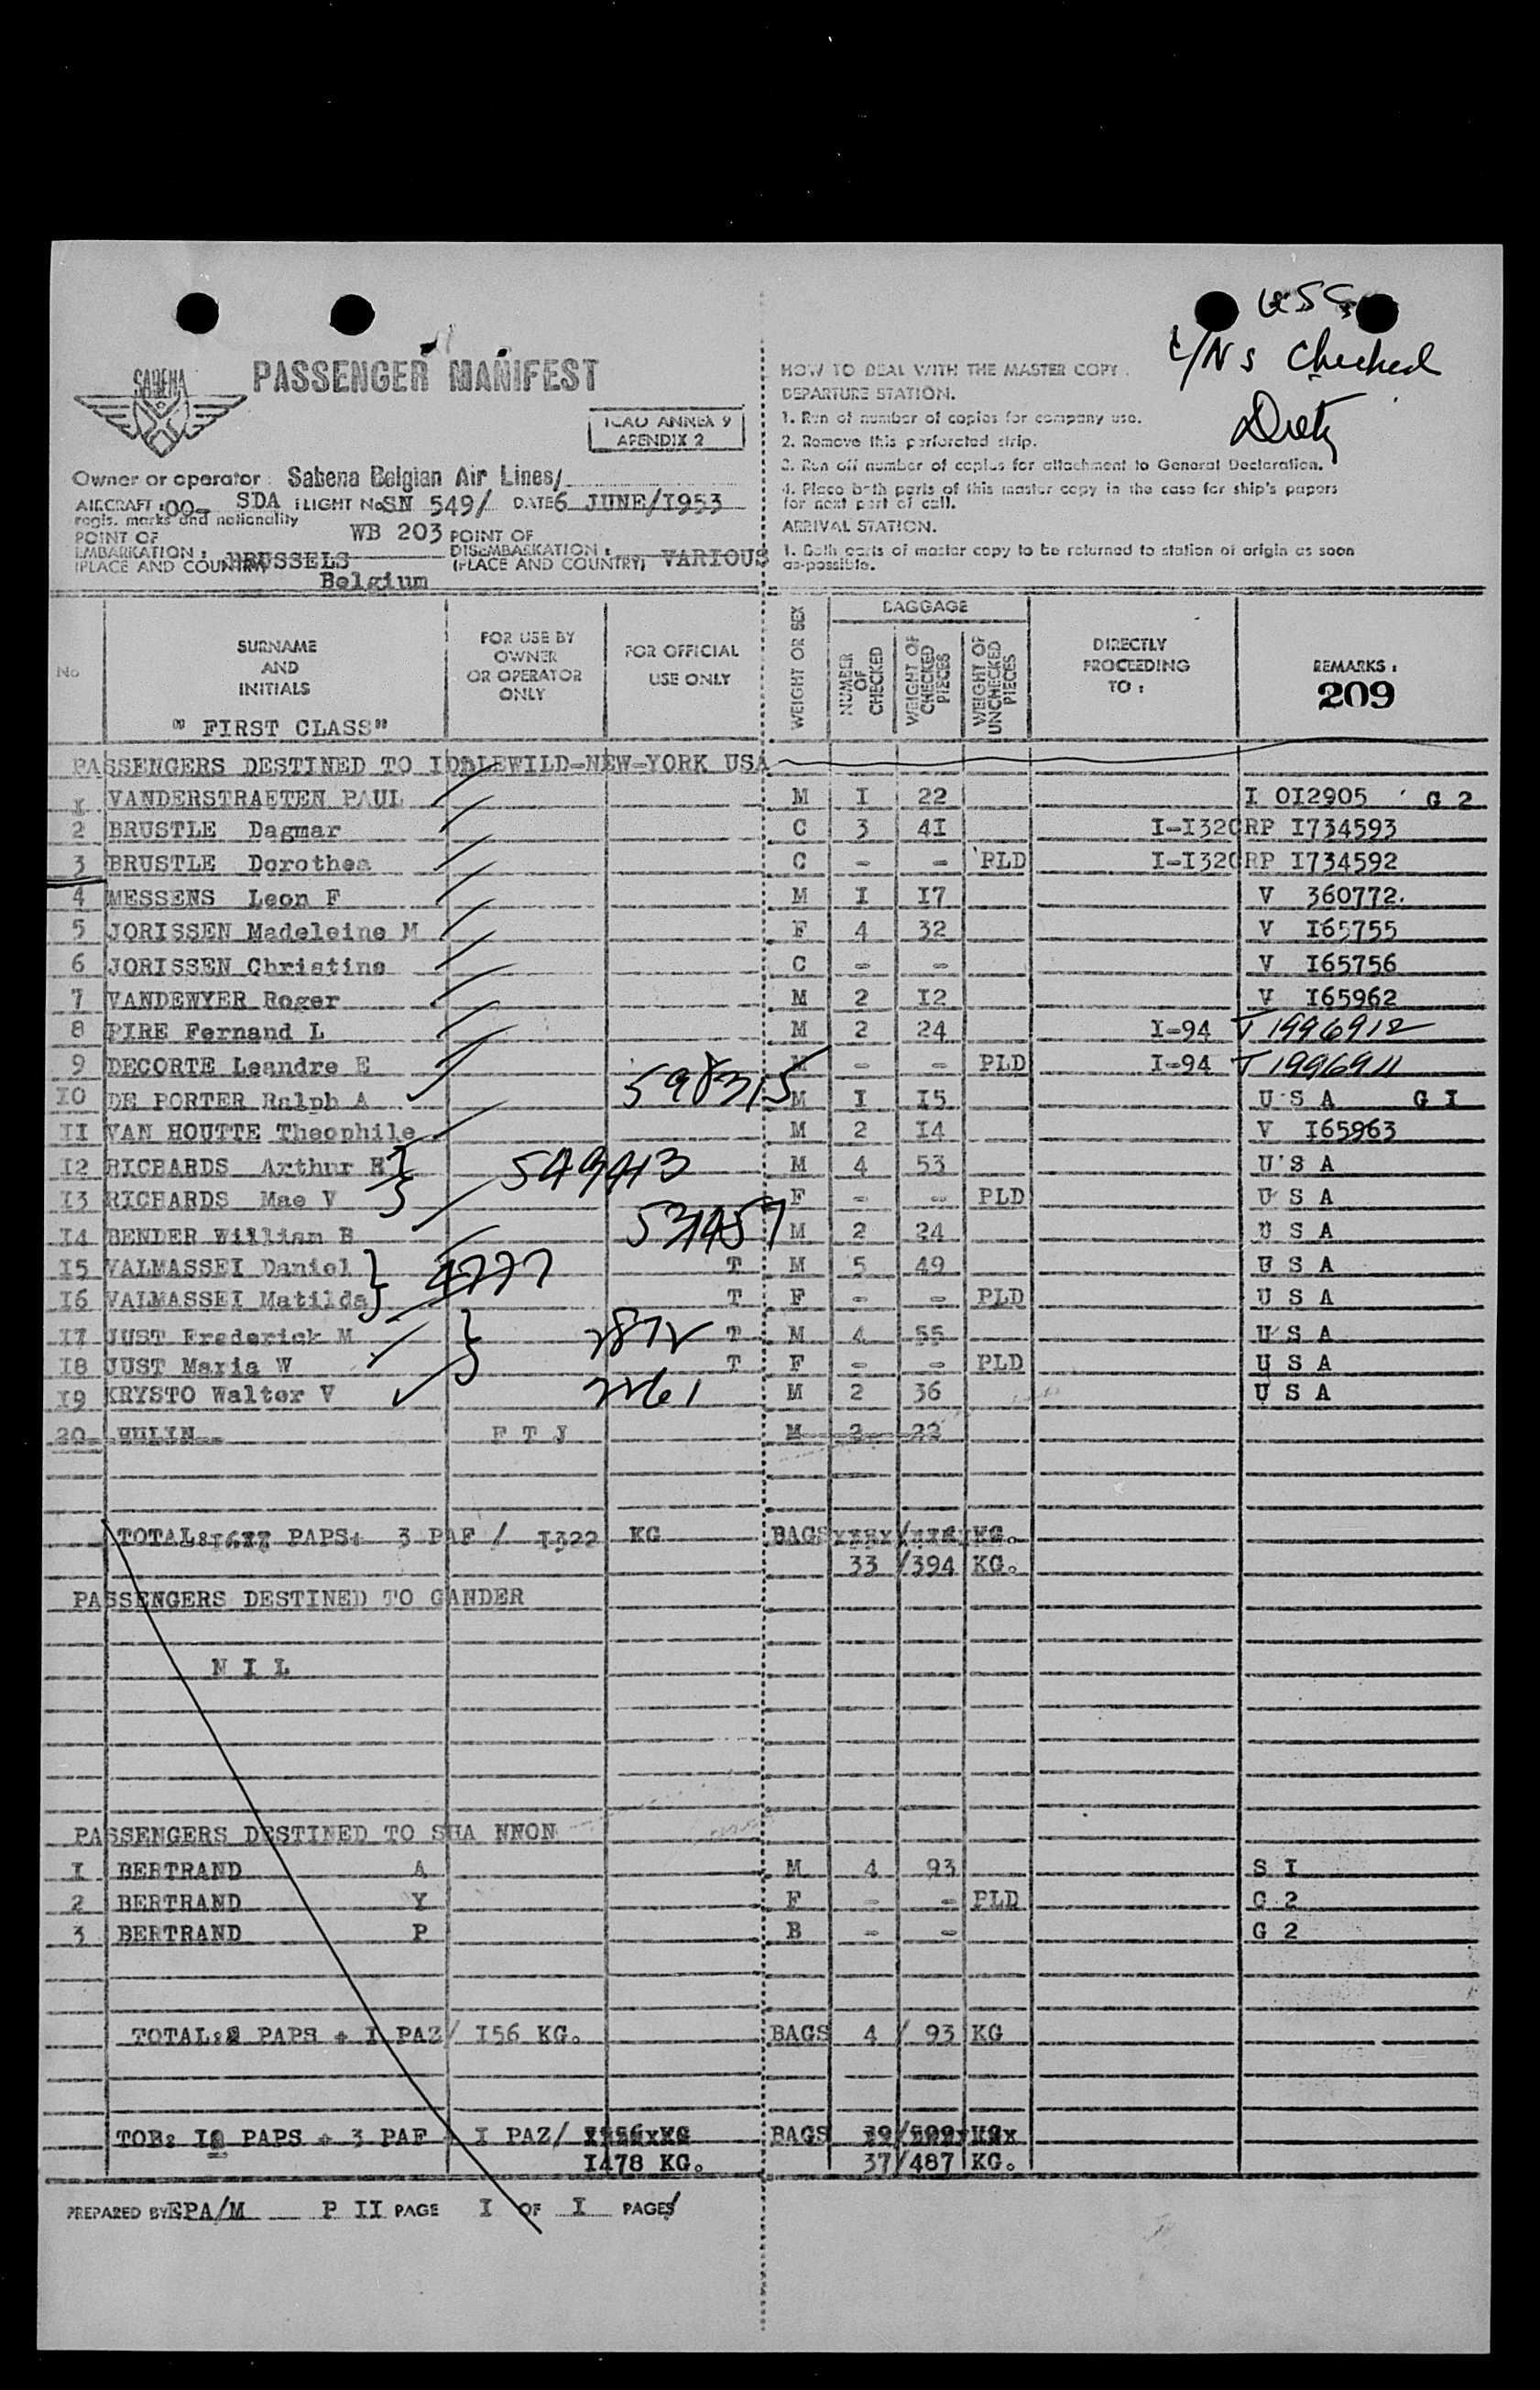 USC
C/Ns Checked
SABENA
PASSENGER MANIFEST
ICAO ANNEX 9
APENDIX 2
Owner or operator : Sabena Belgian Air Lines/
AIRCRAFT :OO- SDA FLIGHT No.SN 549/ DATE 6 JUNE/I953
regis. marks and nationality
WB 203
POINT OF EMBARKATION : BRUSSELS
(PLACE AND COUNTRY)
Belgium
POINT OF DISEMBARKATION : VARIOUS
(PLACE AND COUNTRY)
HOW TO DEAL WITH THE MASTER COPY .
DEPARTURE STATION.
1. Run of number of copies for company use.
2. Remove this perforated strip.
3. Run off number of copies for attachment to General Declaration.
4. Place both parts of this master copy in the case for ship's papers
for next port of call.
ARRIVAL STATION.
1. Both parts of master copy to be returned to station of origin as soon
as-possible.
No
SURNAME AND INITIALS
FOR USE BY OWNER OR OPERATOR ONLY
FOR OFFICIAL USE ONLY
WEIGHT OR SEX
BAGGAGE
NUMBER OF CHECKED
WEIGHT OF CHECKED PIECES
WEIGHT OF UNCHECKED PIECES
DIRECTLY PROCEEDING TO :
REMARKS :
209
" FIRST CLASS"
PASSENGERS DESTINED TO IDDLEWILD-NEW-YORK USA
I VANDERSTRAETEN PAUL M I 22 I OI2905 G 2
2 BRUSTLE Dagmar C 3 4I I-I32CRP I734593
3 BRUSTLE Dorothea C - - PLD I-I32CRP I734592
4 MESSENS Leon F M I I7 V 360772.
5 JORISSEN Madeleine M F 4 32 V I65755
6 JORISSEN Christine C - - V I65756
7 VANDEWYER Roger M 2 I2 V I65962
8 PIRE Fernand L M 2 24 I-94 T 1996912
9 DECORTE Leandre E M - - PLD I-94 T 1996911
IO DE PORTER Ralph A 598315 M I I5 U S A G I
II VAN HOUTTE Theophile M 2 I4 V I65963
I2 RICHARDS Arthur H 549413 M 4 53 U S A
I3 RICHARDS Mae V F - - PLD U S A
I4 BENDER William B 531457 M 2 24 U S A
I5 VALMASSEI Daniel 4777 T M 5 49 U S A
I6 VALMASSEI Matilda T F - - PLD U S A
I7 JUST Frederick M 2872 T M 4 55 U S A
I8 JUST Maria W T F - - PLD U S A
I9 KRYSTO Walter V 2261 M 2 36 U S A
20 HULIN F T J M 2 22
TOTAL: PAPS+ 3 PAF / I322 KG BAGS
33 /394 KG.
PASSENGERS DESTINED TO GANDER
N I L
PASSENGERS DESTINED TO SHA NNON
I BERTRAND A M 4 93 S I
2 BERTRAND Y F - - PLD G 2
3 BERTRAND P B - - G 2
TOTAL:2 PAPS + I PAZ/ I56 KG. BAGS 4 / 93 KG
TOB: I8 PAPS + 3 PAF + I PAZ/ BAGS
I478 KG. 37/487 KG.
PREPARED BY EPA/M P II PAGE I OF I PAGES/